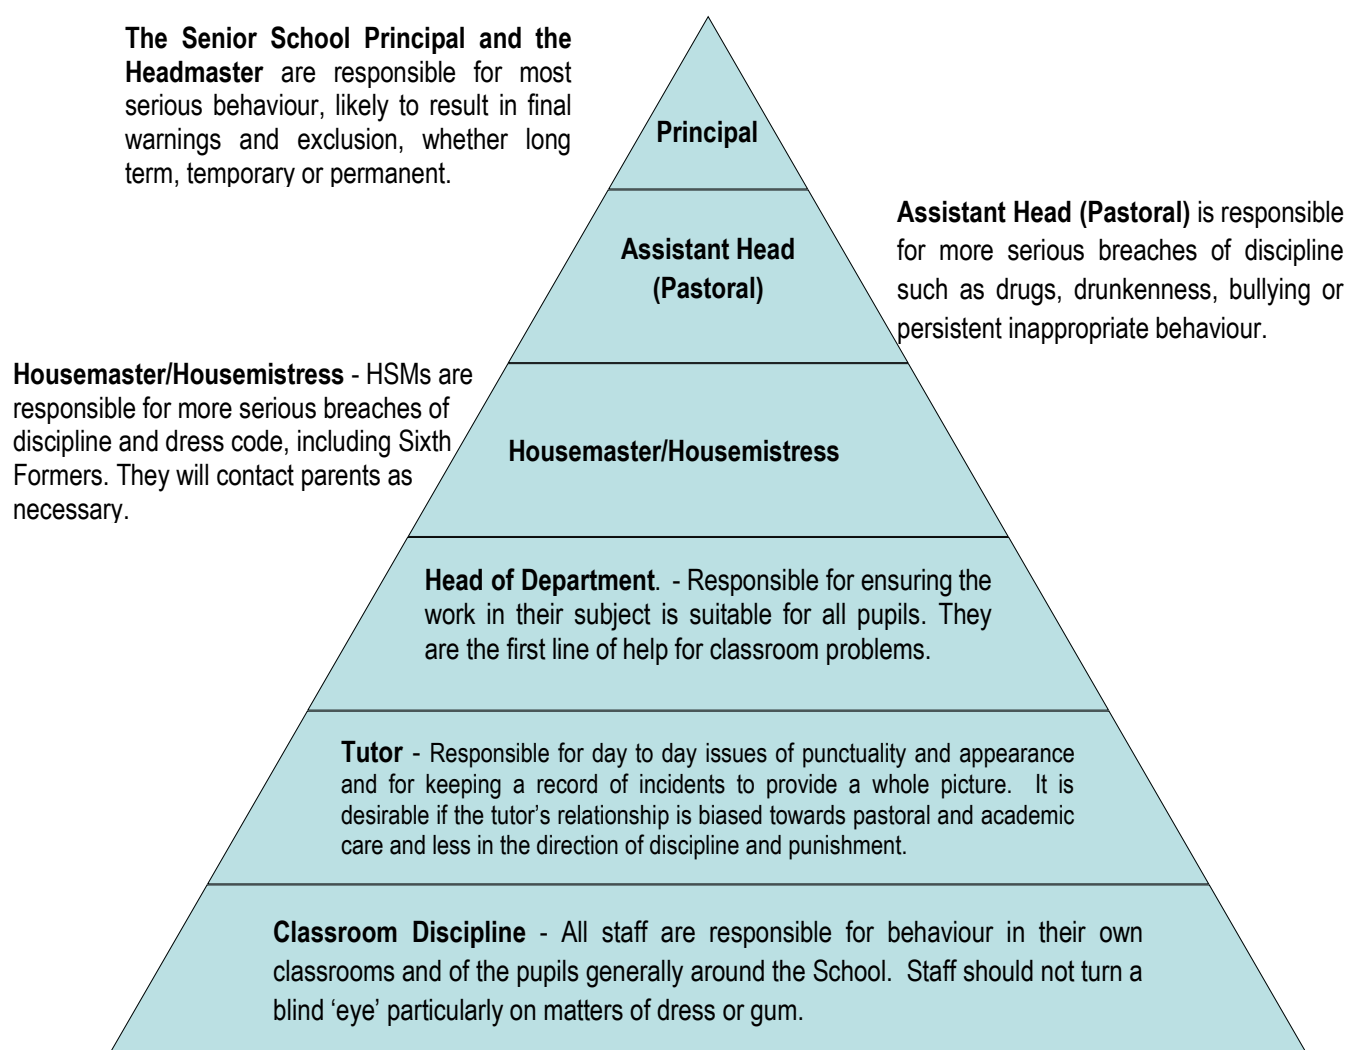 The Senior School Principal and the
Headmaster are responsible for most
serious behaviour, likely to result in final
warnings and exclusion, whether long
term, temporary or permanent.
Principal
Assistant Head
(Pastoral)
Assistant Head (Pastoral) is responsible
for more serious breaches of discipline
such as drugs, drunkenness, bullying or
persistent inappropriate behaviour.
Housemaster/Housemistress - HSMs are
responsible for more serious breaches of
discipline and dress code, including Sixth
Formers. They will contact parents as
necessary.
Housemaster/Housemistress
Head of Department. - Responsible for ensuring the
work in their subject is suitable for all pupils. They
are the first line of help for classroom problems.
Tutor - Responsible for day to day issues of punctuality and appearance
and for keeping a record of incidents to provide a whole picture. It is
desirable if the tutor’s relationship is biased towards pastoral and academic
care and less in the direction of discipline and punishment.
Classroom Discipline - All staff are responsible for behaviour in their own
classrooms and of the pupils generally around the School. Staff should not turn a
blind ‘eye’ particularly on matters of dress or gum.